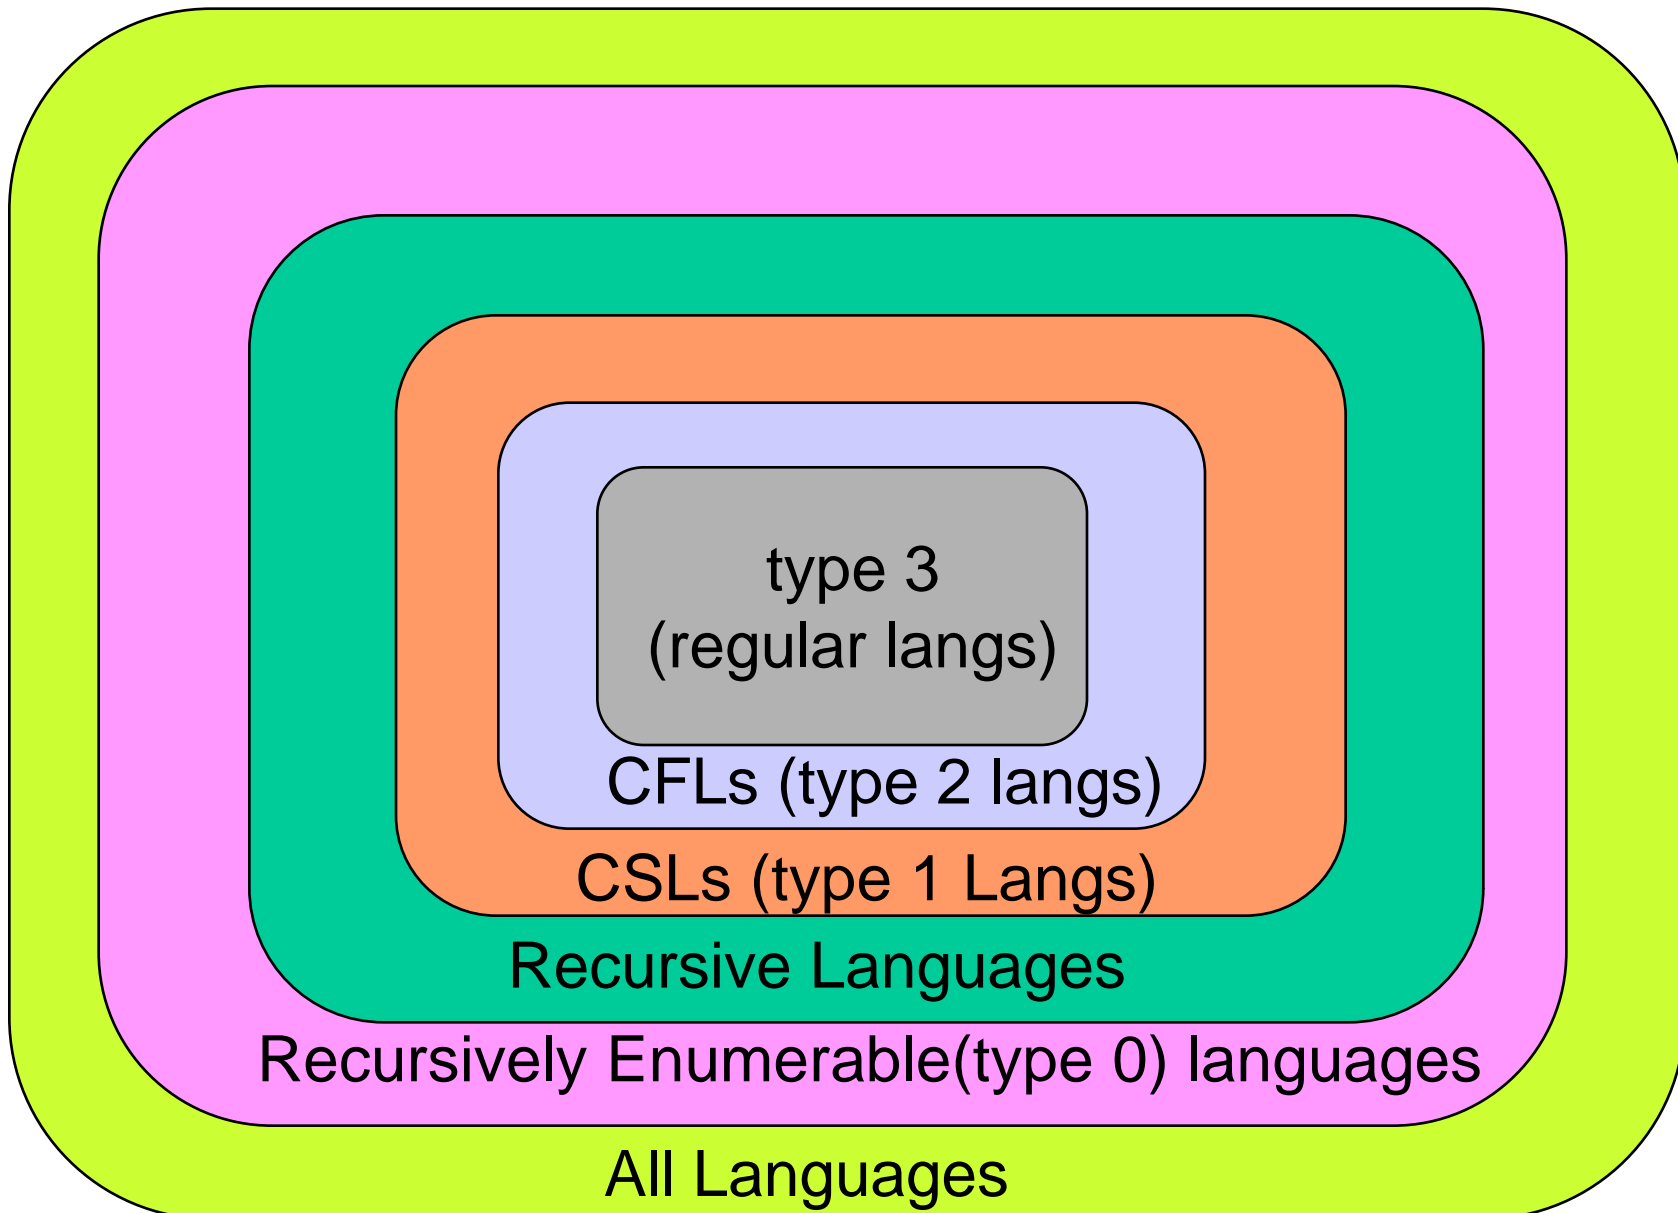 type 3
(regular langs)
CFLs (type 2 langs)
CSLs (type 1 Langs)
Recursive Languages
Recursively Enumerable(type 0) languages
All Languages